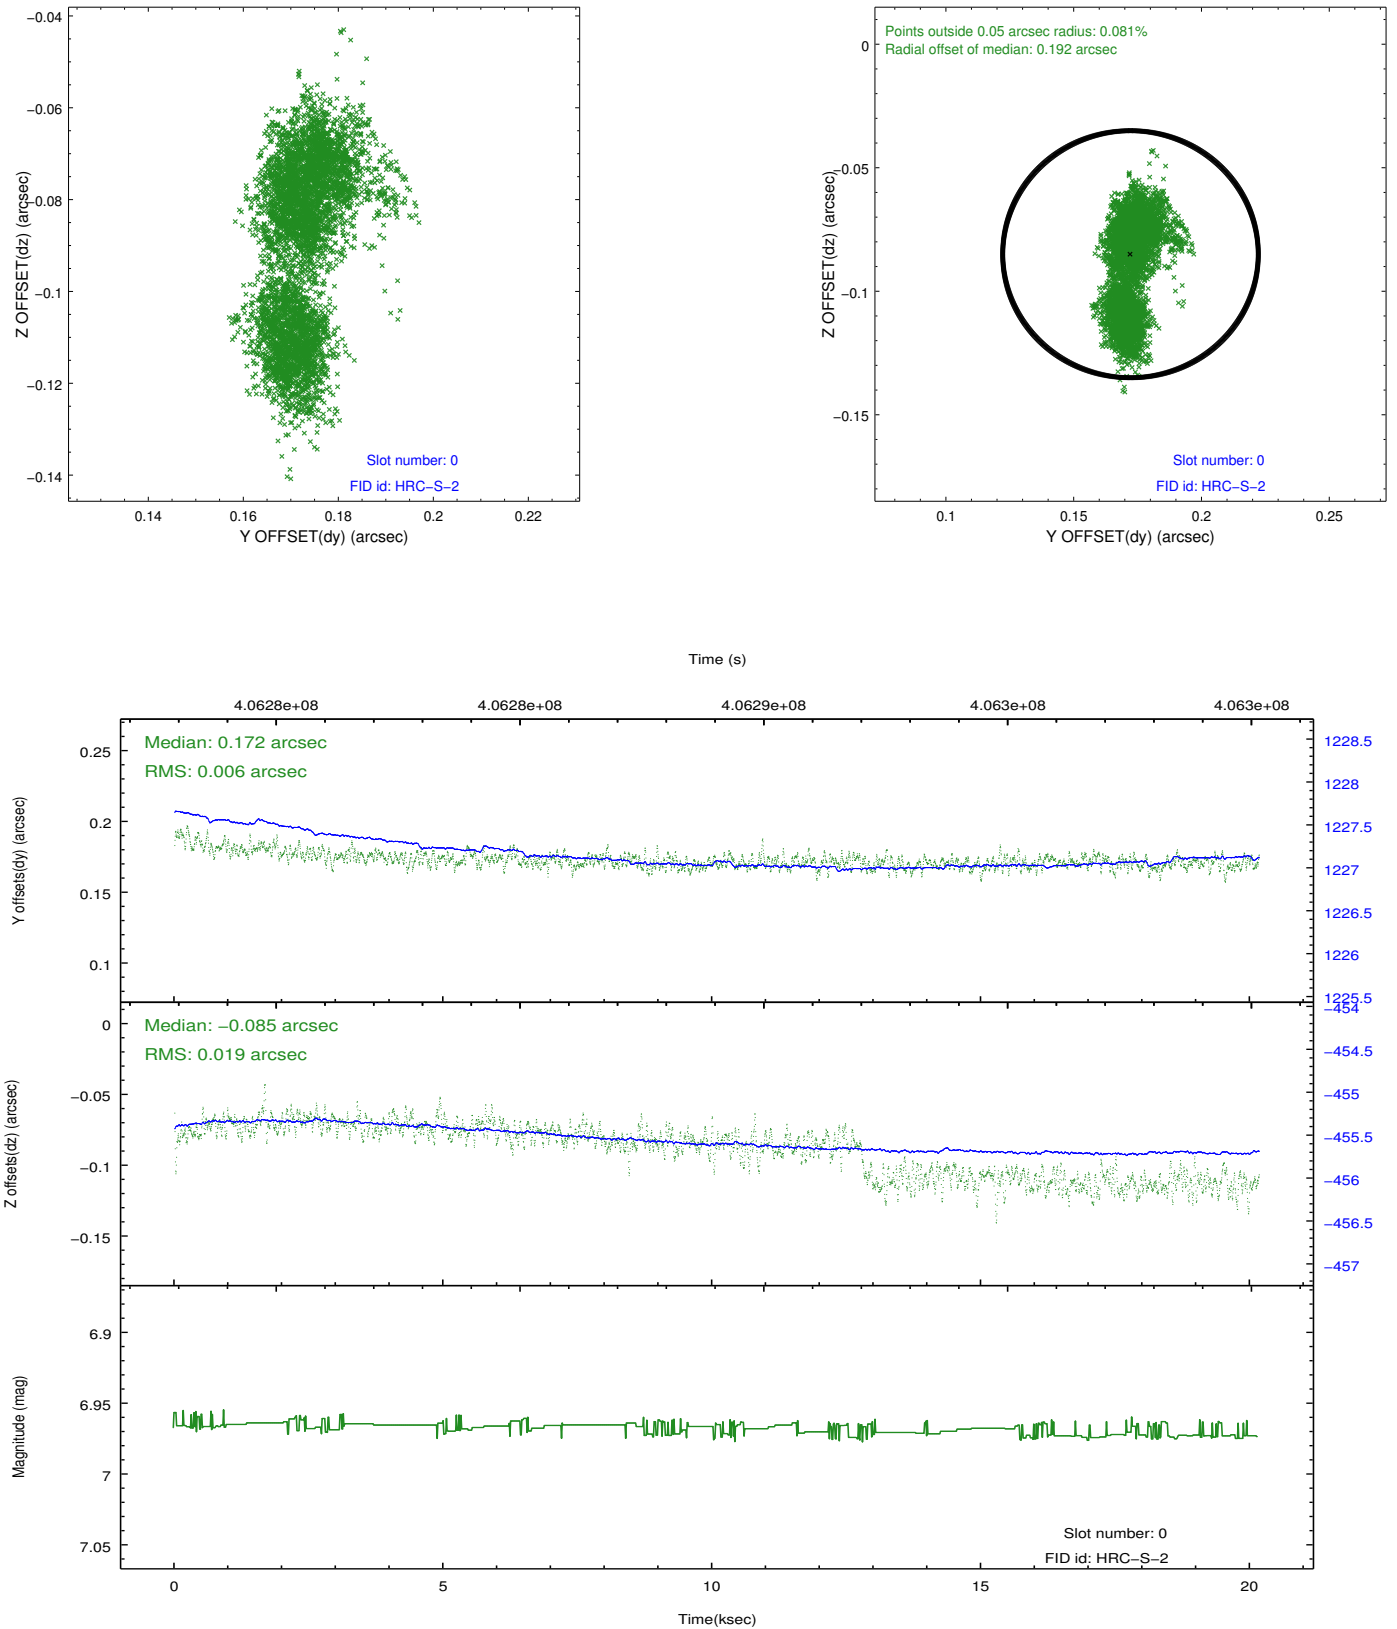 −0.04
−0.06
−0.08
−0.1
−0.12
−0.14
Z OFFSET(dz) (arcsec)
Slot number: 0
FID id: HRC−S−2
0.14 0.16 0.18 0.2 0.22
Y OFFSET(dy) (arcsec)
Points outside 0.05 arcsec radius: 0.081%
Radial offset of median: 0.192 arcsec
0
−0.05
−0.1
−0.15
Z OFFSET(dz) (arcsec)
Slot number: 0
FID id: HRC−S−2
0.1 0.15 0.2 0.25
Y OFFSET(dy) (arcsec)
Time (s)
4.0628e+08 4.0628e+08 4.0629e+08 4.063e+08 4.063e+08
Median: 0.172 arcsec
RMS: 0.006 arcsec
0.25
0.2
0.15
0.1
Y offsets(dy) (arcsec)
1228.5
1228
1227.5
1227
1226.5
1226
1225.5
Median: −0.085 arcsec
RMS: 0.019 arcsec
0
−0.05
−0.1
−0.15
Z offsets(dz) (arcsec)
−454
−454.5
−455
−455.5
−456
−456.5
−457
6.9
6.95
7
7.05
Magnitude (mag)
Slot number: 0
FID id: HRC−S−2
0 5 10 15 20
Time(ksec)